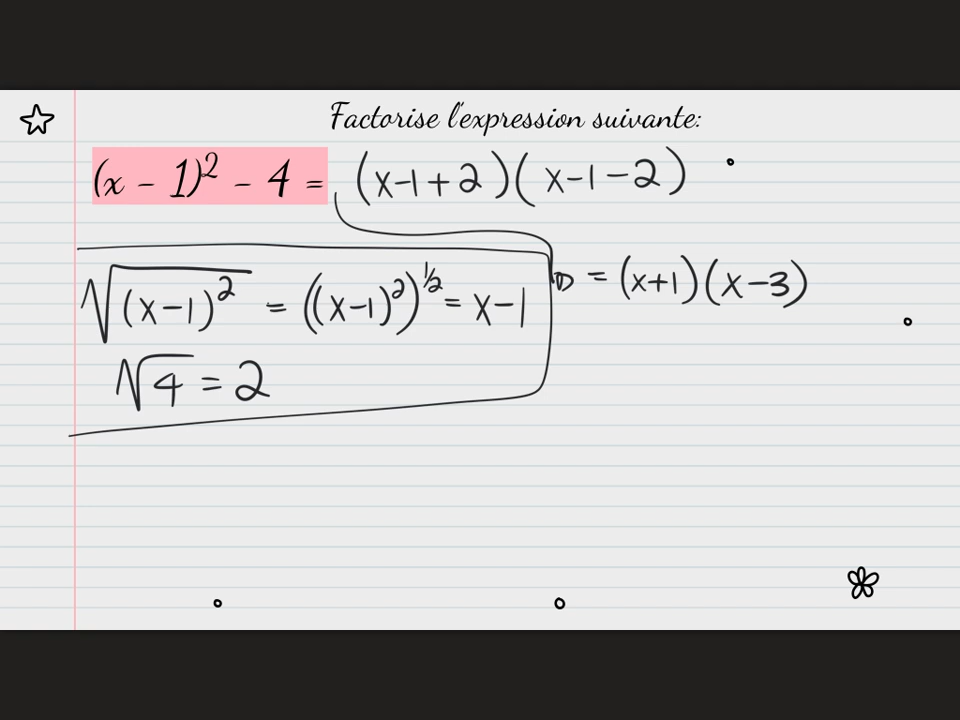 Factorise l'expression suivante:
(x - 1)² - 4 = (x-1+2)(x-1-2)
= (x+1)(x-3)
√(x-1)² = ((x-1)²)^1/2 = x-1
√4 = 2